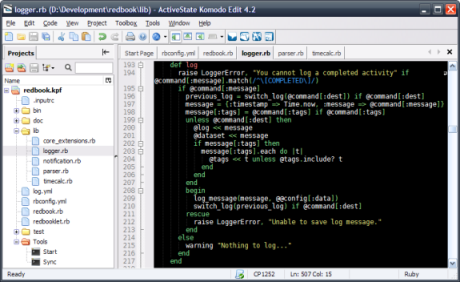 logger.rb (D:\Development\redbook\lib) - ActiveState Komodo Edit 4.2
File Edit Code View Project Toolbox Tools Window Help
Projects
Name
redbook.kpf
.inputrc
bin
doc
lib
core_extensions.rb
logger.rb
notification.rb
parser.rb
timecalc.rb
log.yml
rbconfig.yml
redbook.rb
redbooklet.rb
test
Tools
Start
Sync
Start Page rbconfig.yml redbook.rb logger.rb parser.rb timecalc.rb
193 def log
194 raise LoggerError, "You cannot log a completed activity" if
@command[:message].match(/^\[COMPLETED\]/)
195 if @command[:message]
196 previous_log = switch_log(@command[:dest]) if @command[:dest]
197 message = {:timestamp => Time.now, :message => @command[:message]}
198 message[:tags] = @command[:tags] if @command[:tags]
199 unless @command[:dest] then
200 @log << message
201 @dataset << message
202 if message[:tags] then
203 message[:tags].each do |t|
204 @tags << t unless @tags.include? t
205 end
206 end
207 end
208 begin
209 log_message(message, @@config[:data])
210 switch_log(previous_log) if @command[:dest]
211 rescue
212 raise LoggerError, "Unable to save log message."
213 end
214 else
215 warning "Nothing to log..."
216 end
217 end
Ready CP1252 Ln: 507 Col: 15 Ruby